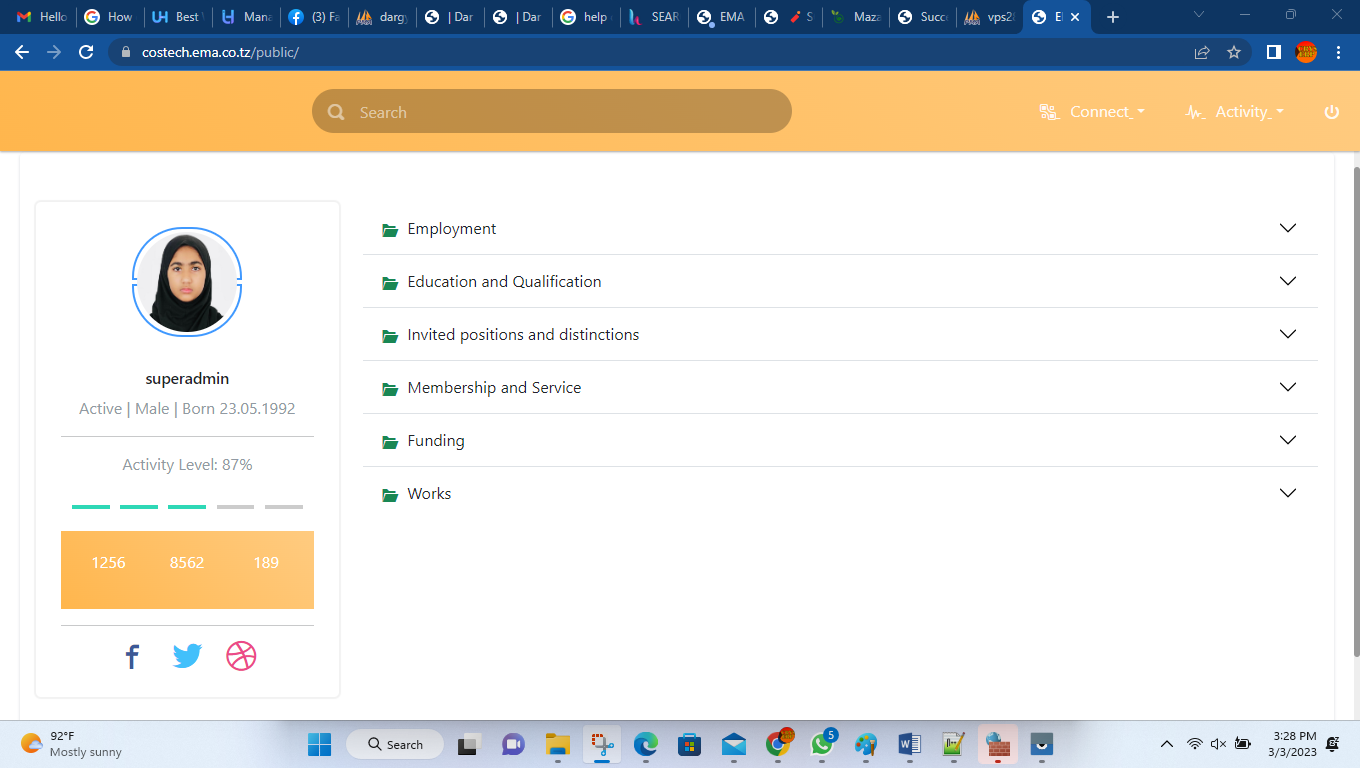 Hello
How
Best
Mana
(3) Fa
darg
| Dar
| Dar
help
SEAR
EMA
S
Maza
Succ
vps2
costech.ema.co.tz/public/
Search
Connect_
Activity_
superadmin
Active | Male | Born 23.05.1992
Activity Level: 87%
1256 8562 189
Employment
Education and Qualification
Invited positions and distinctions
Membership and Service
Funding
Works
92°F
Mostly sunny
Search
5
3:28 PM
3/3/2023